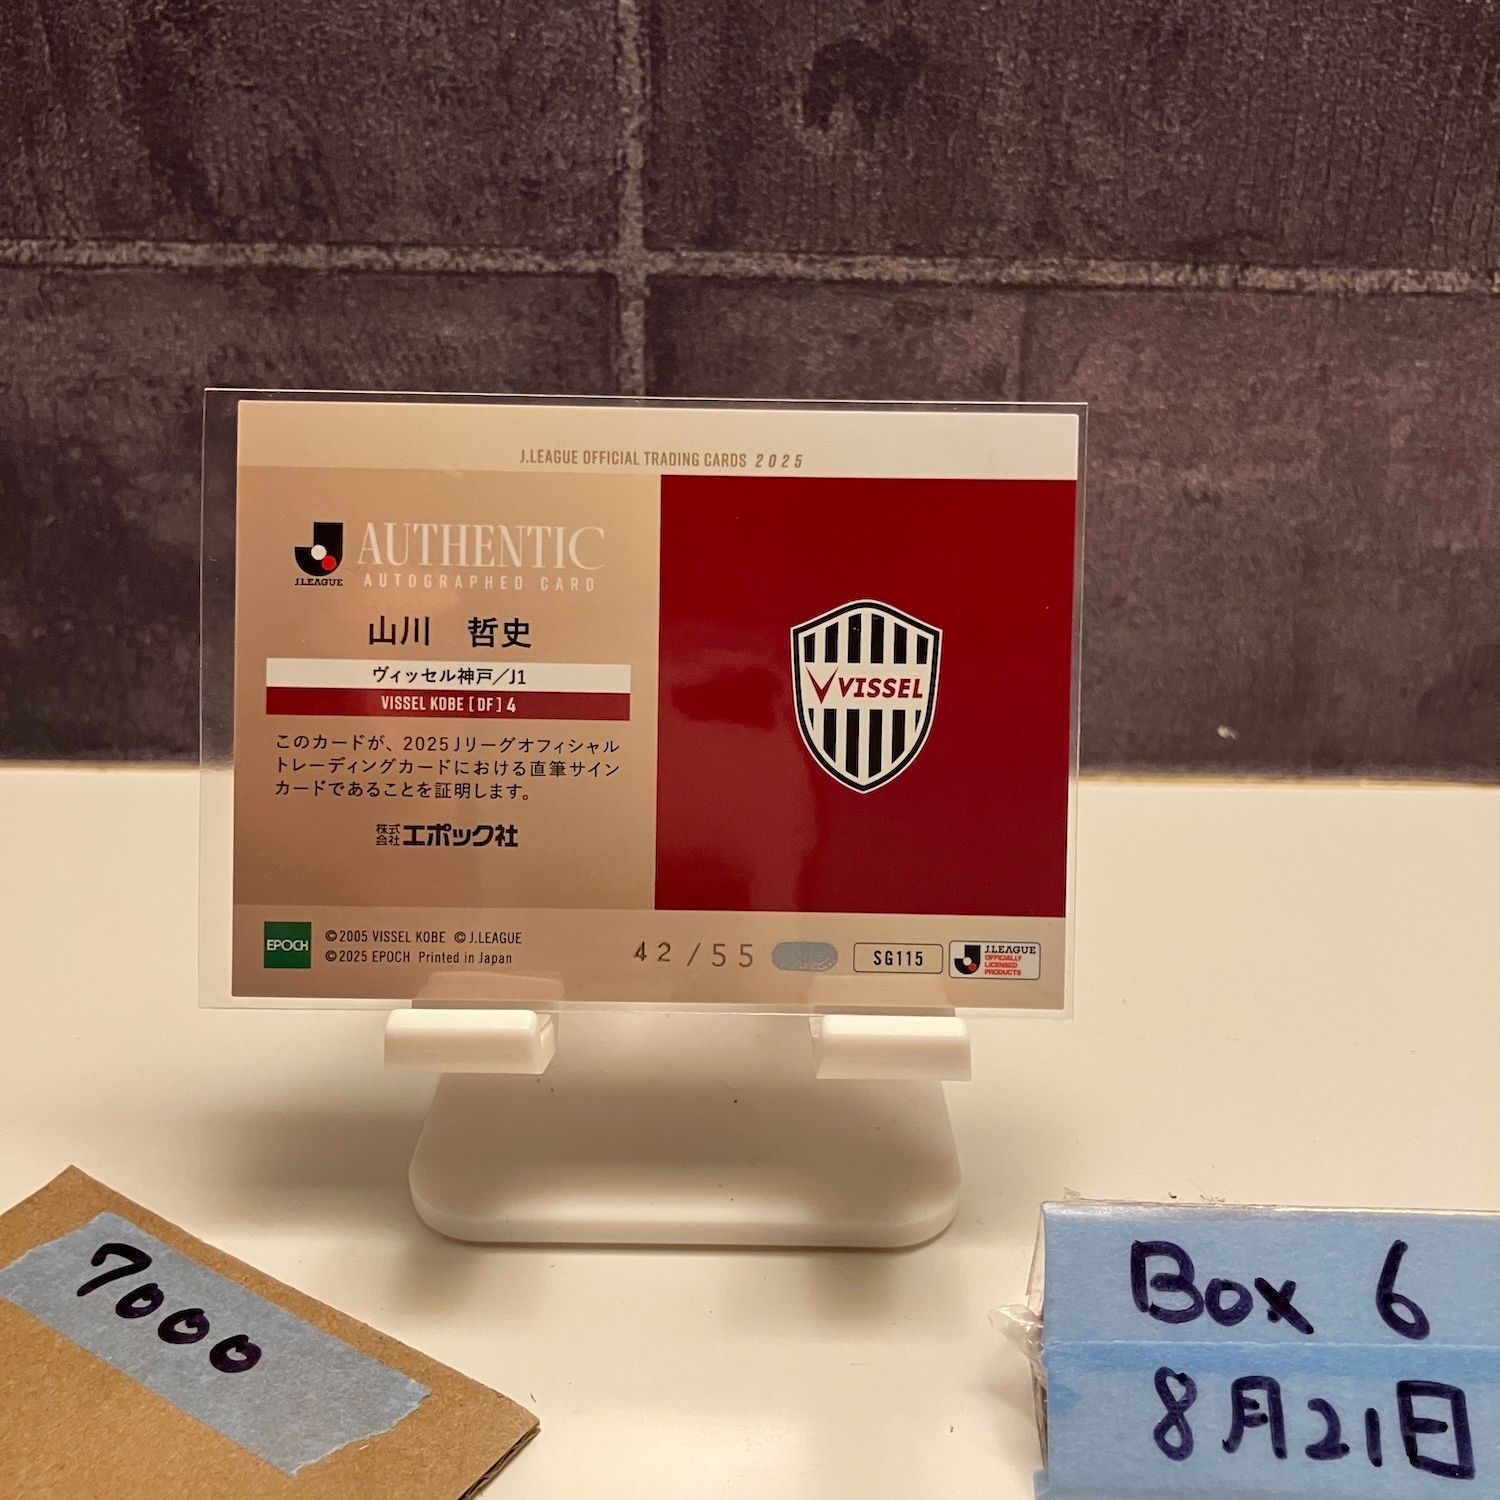 J.LEAGUE OFFICIAL TRADING CARDS 2025
J.LEAGUE
AUTHENTIC
AUTOGRAPHED CARD
山川 哲史
ヴィッセル神戸/J1
VISSEL KOBE [DF] 4
このカードが、2025Jリーグオフィシャル
トレーディングカードにおける直筆サイン
カードであることを証明します。
株式会社エポック社
VISSEL
EPOCH
©2005 VISSEL KOBE ©J.LEAGUE
©2025 EPOCH Printed in Japan
42/55
SG115
J.LEAGUE
OFFICIALLY
LICENSED
PRODUCTS
7000
Box 6
8月21日